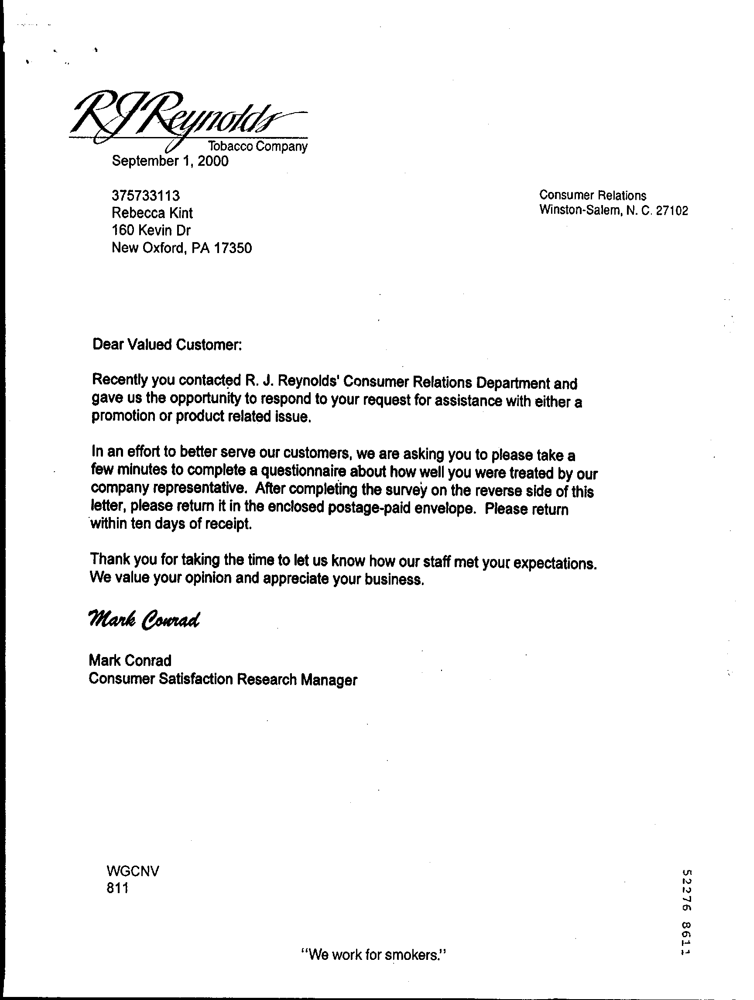 RJReynolds
Tobacco Company
September 1, 2000
375733113
Rebecca Kint
160 Kevin Dr
New Oxford, PA 17350
Consumer Relations
Winston-Salem, N. C. 27102
Dear Valued Customer:
Recently you contacted R. J. Reynolds' Consumer Relations Department and
gave us the opportunity to respond to your request for assistance with either a
promotion or product related issue.
In an effort to better serve our customers, we are asking you to please take a
few minutes to complete a questionnaire about how well you were treated by our
company representative. After completing the survey on the reverse side of this
letter, please return it in the enclosed postage-paid envelope. Please return
within ten days of receipt.
Thank you for taking the time to let us know how our staff met your expectations.
We value your opinion and appreciate your business.
Mark Conrad
Mark Conrad
Consumer Satisfaction Research Manager
WGCNV
811
52276 8611
"We work for smokers."